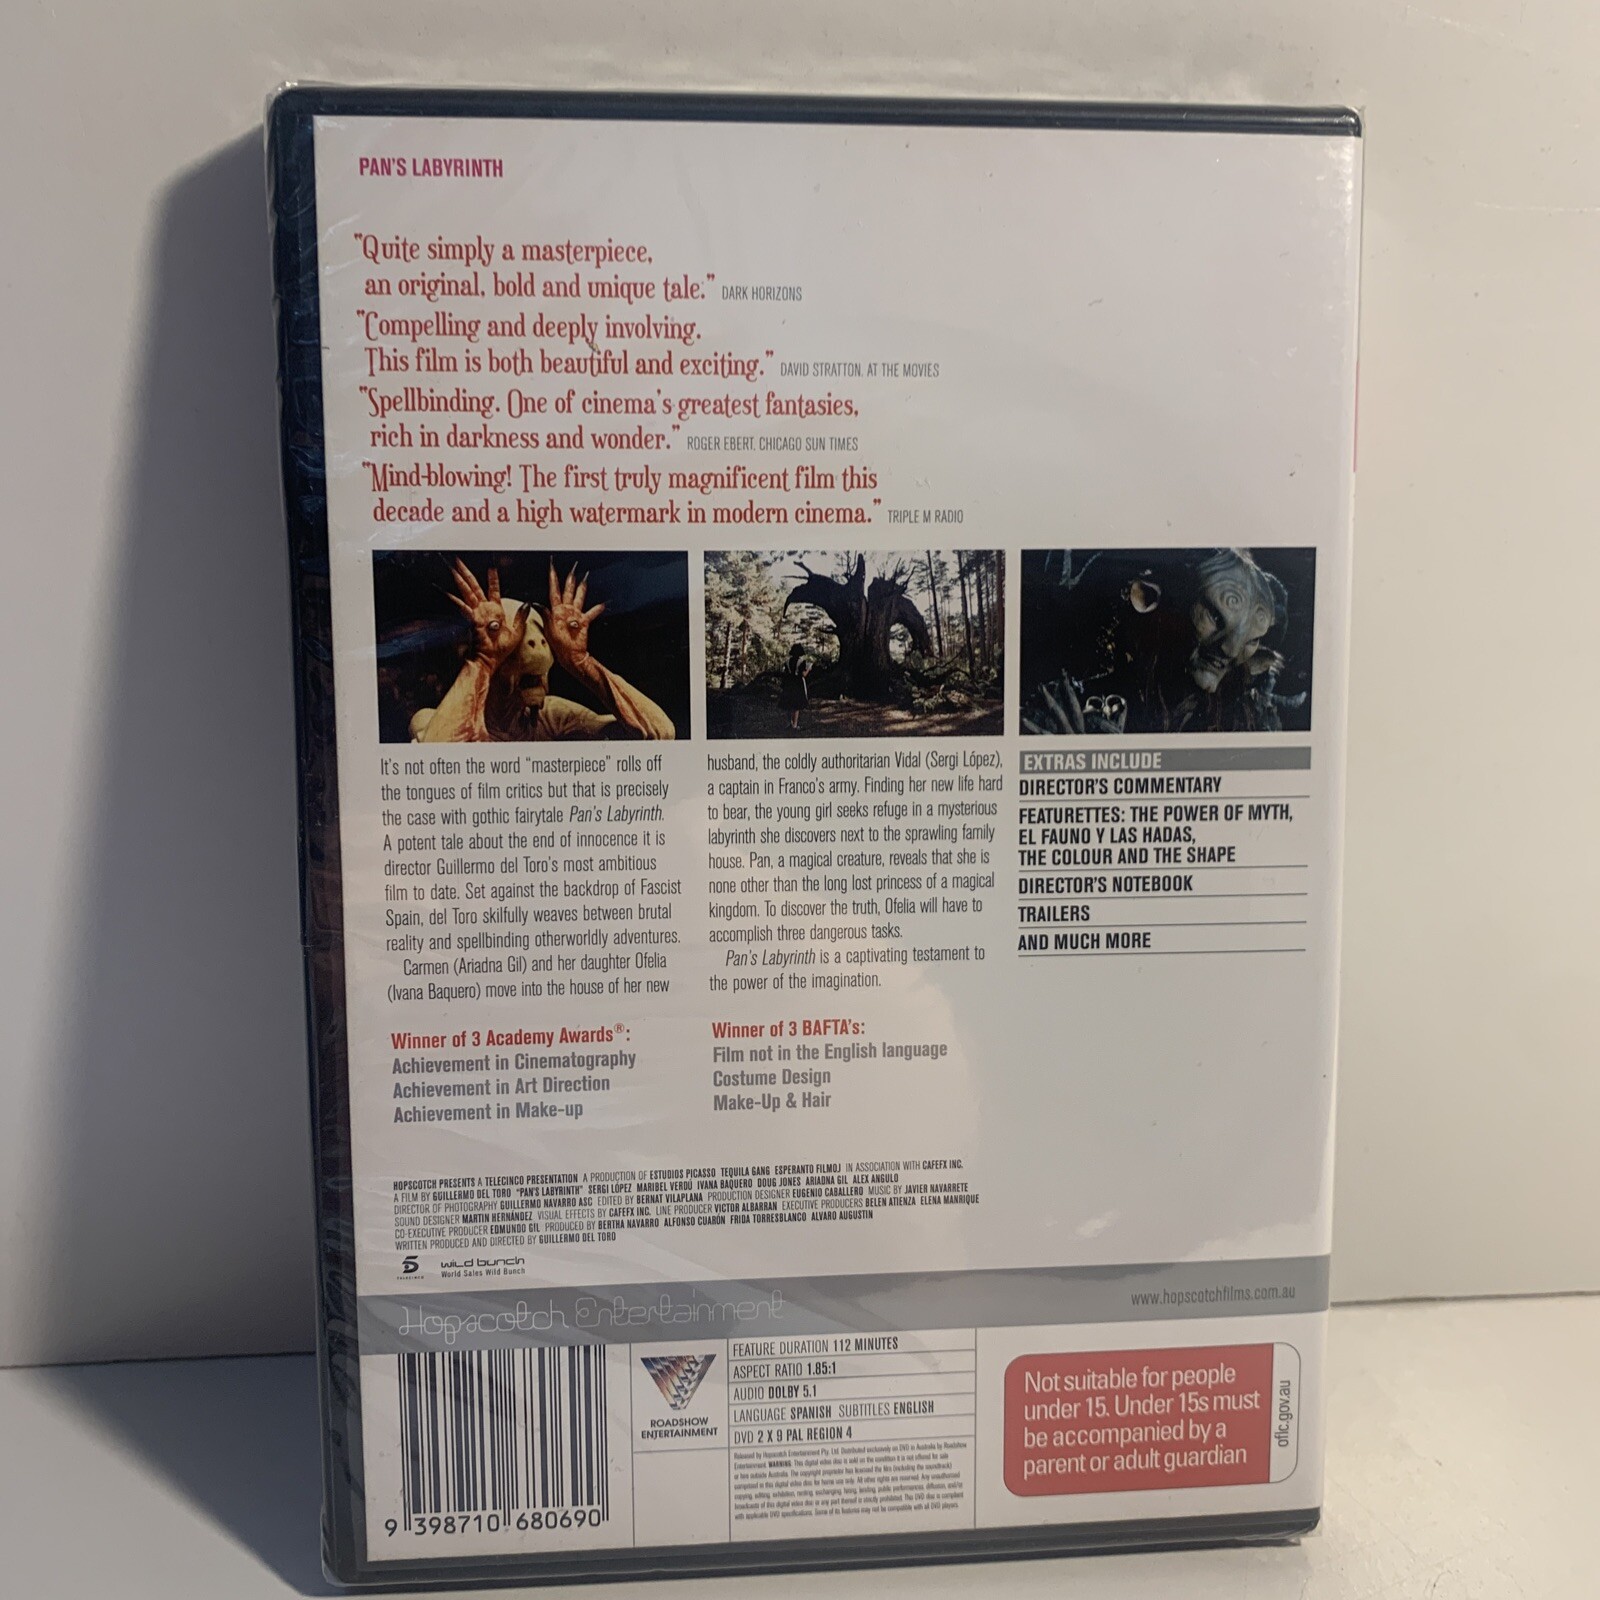 PAN'S LABYRINTH
"Quite simply a masterpiece,
an original, bold and unique tale." DARK HORIZONS
"Compelling and deeply involving.
This film is both beautiful and exciting." DAVID STRATTON, AT THE MOVIES
"Spellbinding. One of cinema's greatest fantasies,
rich in darkness and wonder." ROGER EBERT, CHICAGO SUN TIMES
"Mind-blowing! The first truly magnificent film this
decade and a high watermark in modern cinema." TRIPLE M RADIO
It's not often the word "masterpiece" rolls off
the tongues of film critics but that is precisely
the case with gothic fairytale Pan's Labyrinth.
A potent tale about the end of innocence it is
director Guillermo del Toro's most ambitious
film to date. Set against the backdrop of Fascist
Spain, del Toro skilfully weaves between brutal
reality and spellbinding otherworldly adventures.
Carmen (Ariadna Gil) and her daughter Ofelia
(Ivana Baquero) move into the house of her new
husband, the coldly authoritarian Vidal (Sergi López),
a captain in Franco's army. Finding her new life hard
to bear, the young girl seeks refuge in a mysterious
labyrinth she discovers next to the sprawling family
house. Pan, a magical creature, reveals that she is
none other than the long lost princess of a magical
kingdom. To discover the truth, Ofelia will have to
accomplish three dangerous tasks.
Pan's Labyrinth is a captivating testament to
the power of the imagination.
EXTRAS INCLUDE
DIRECTOR'S COMMENTARY
FEATURETTES: THE POWER OF MYTH,
EL FAUNO Y LAS HADAS,
THE COLOUR AND THE SHAPE
DIRECTOR'S NOTEBOOK
TRAILERS
AND MUCH MORE
Winner of 3 Academy Awards®:
Achievement in Cinematography
Achievement in Art Direction
Achievement in Make-up
Winner of 3 BAFTA's:
Film not in the English language
Costume Design
Make-Up & Hair
HOPSCOTCH PRESENTS A TELECINCO PRESENTATION A PRODUCTION OF ESTUDIOS PICASSO TEQUILA GANG ESPERANTO FILMOJ IN ASSOCIATION WITH CAFEFX INC.
A FILM BY GUILLERMO DEL TORO "PAN'S LABYRINTH" SERGI LÓPEZ MARIBEL VERDÚ IVANA BAQUERO DOUG JONES ARIADNA GIL ALEX ANGULO
DIRECTOR OF PHOTOGRAPHY GUILLERMO NAVARRO ASC EDITED BY BERNAT VILAPLANA PRODUCTION DESIGNER EUGENIO CABALLERO MUSIC BY JAVIER NAVARRETE
SOUND DESIGNER MARTIN HERNÁNDEZ VISUAL EFFECTS BY CAFEFX INC. LINE PRODUCER VICTOR ALBARRAN EXECUTIVE PRODUCERS BELEN ATIENZA ELENA MANRIQUE
CO-EXECUTIVE PRODUCER EDMUNDO GIL PRODUCED BY BERTHA NAVARRO ALFONSO CUARÓN FRIDA TORRESBLANCO ALVARO AUGUSTIN
WRITTEN PRODUCED AND DIRECTED BY GUILLERMO DEL TORO
5 TELECINCO
wild bunch
World Sales Wild Bunch
Hopscotch Entertainment
www.hopscotchfilms.com.au
9 398710 680690
ROADSHOW
ENTERTAINMENT
FEATURE DURATION 112 MINUTES
ASPECT RATIO 1.85:1
AUDIO DOLBY 5.1
LANGUAGE SPANISH SUBTITLES ENGLISH
DVD 2 X 9 PAL REGION 4
Not suitable for people
under 15. Under 15s must
be accompanied by a
parent or adult guardian
oflc.gov.au